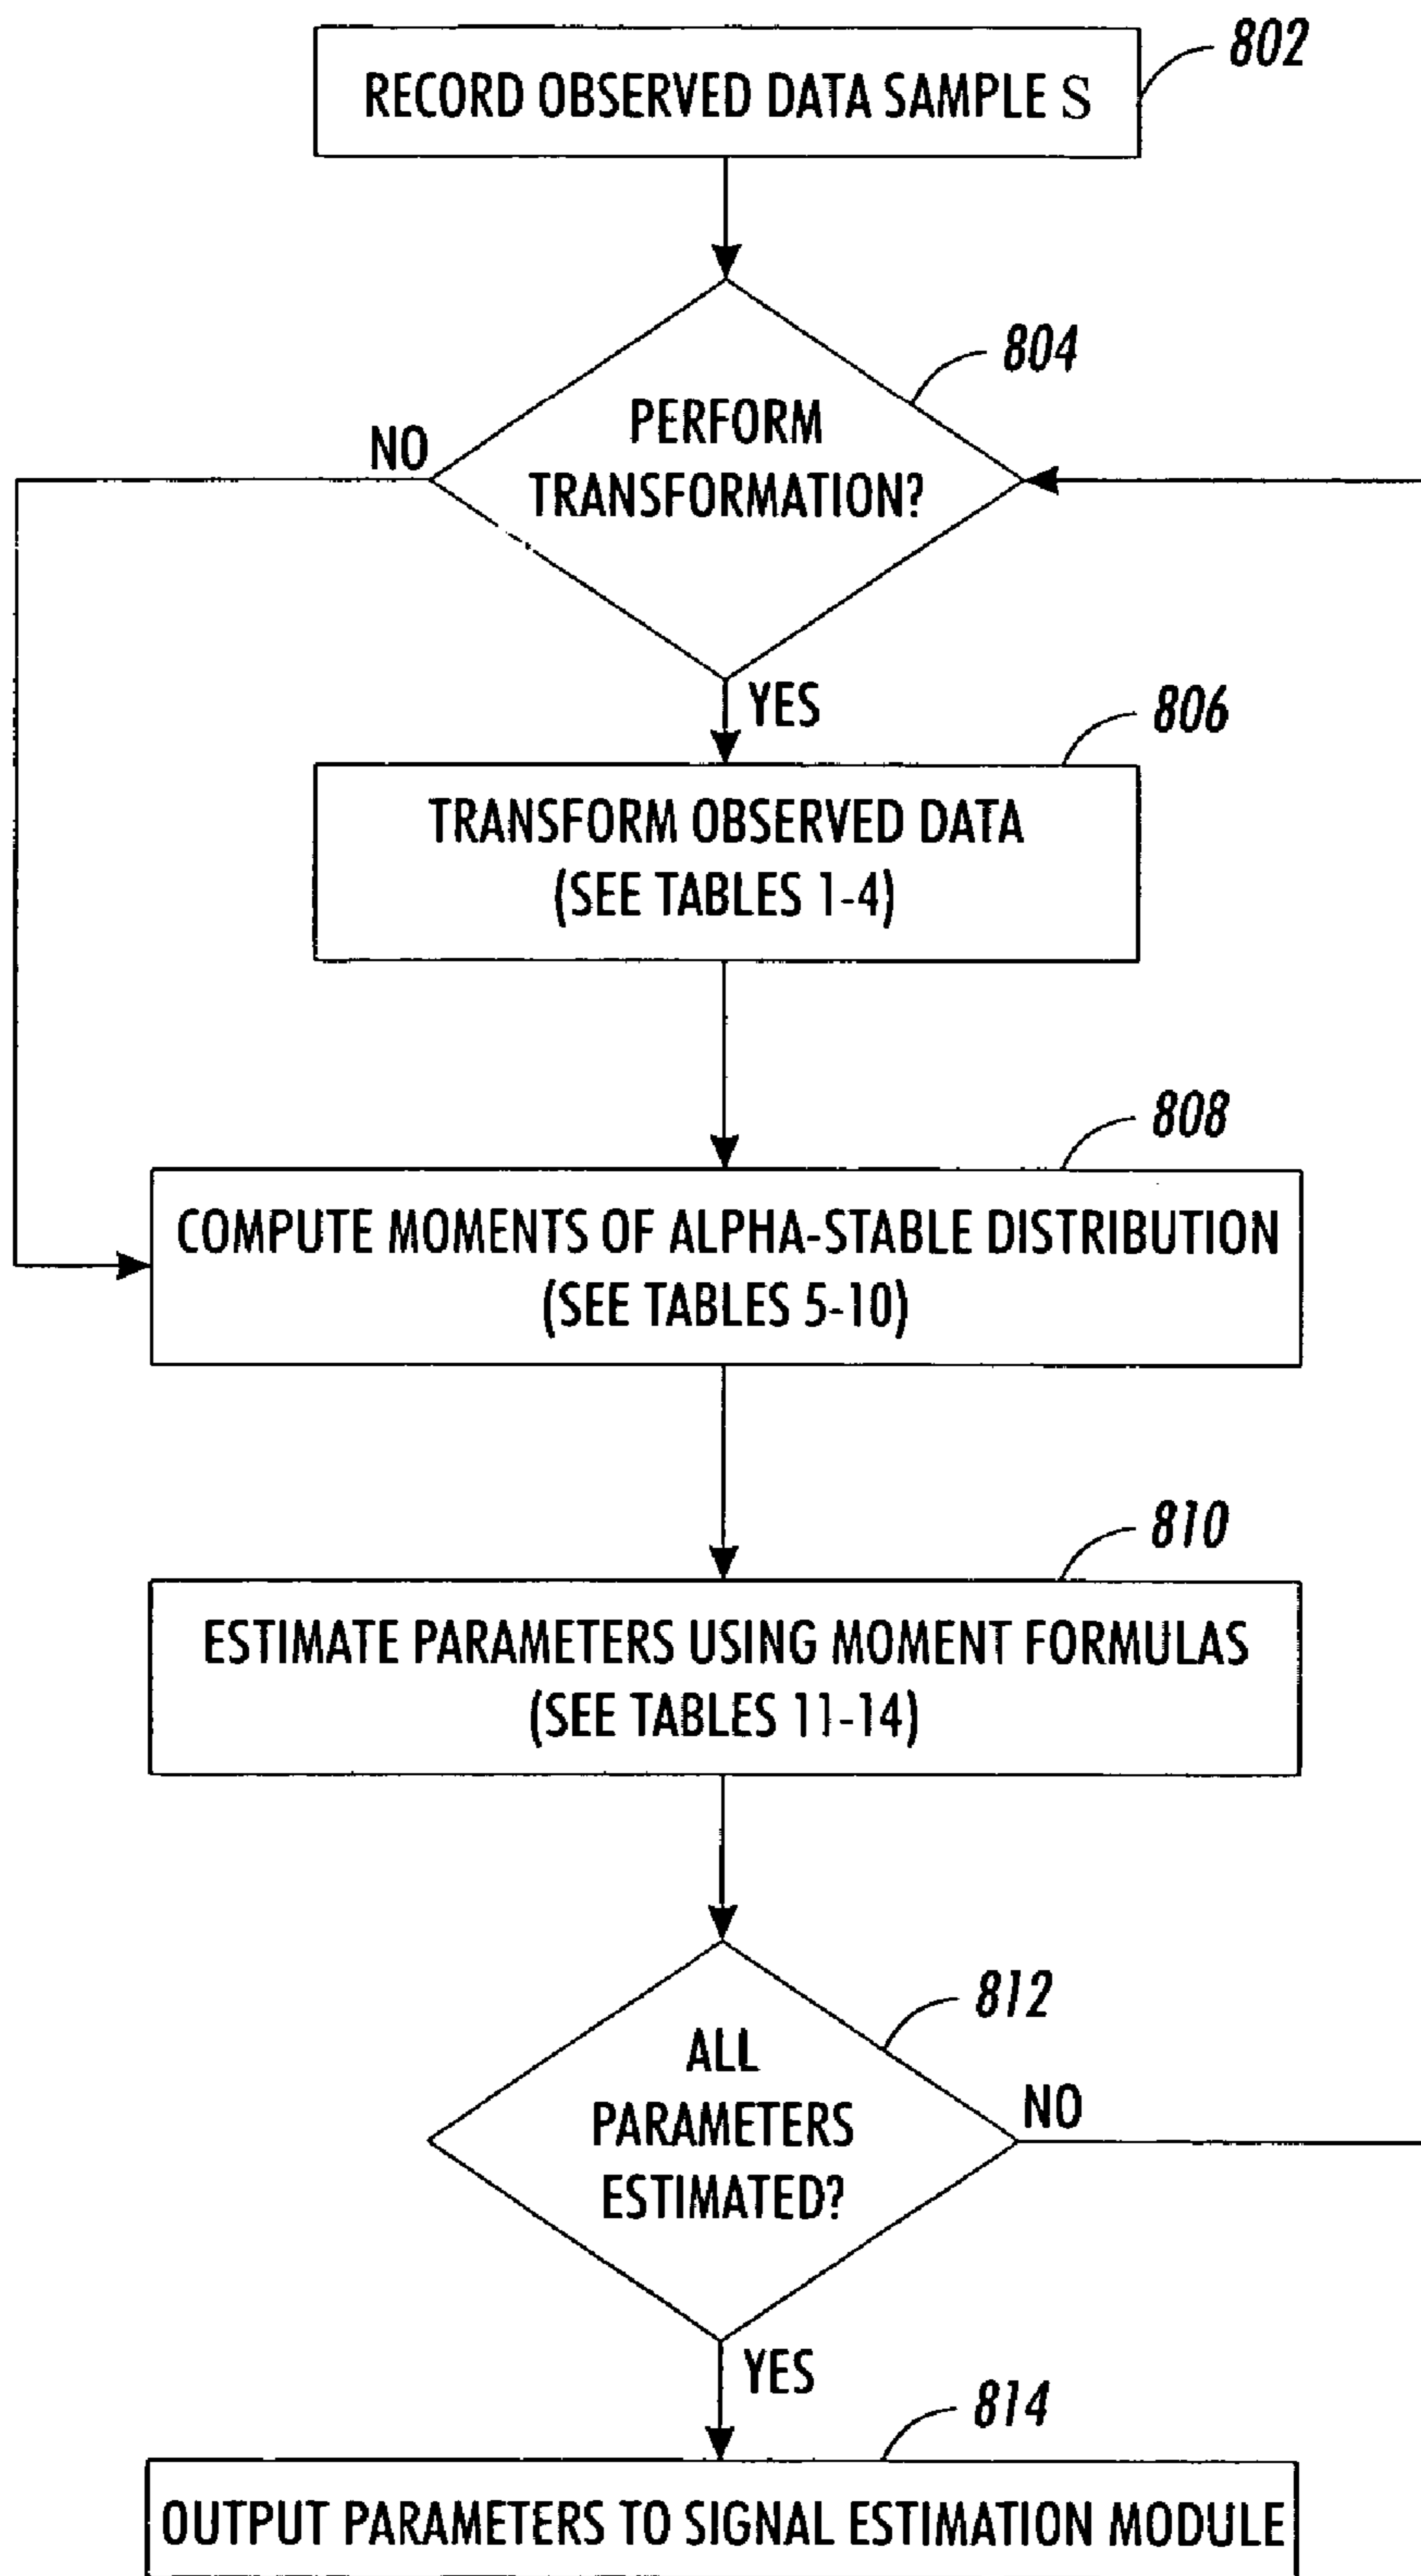 802
RECORD OBSERVED DATA SAMPLE S
804
PERFORM
TRANSFORMATION?
NO
YES
806
TRANSFORM OBSERVED DATA
(SEE TABLES 1-4)
808
COMPUTE MOMENTS OF ALPHA-STABLE DISTRIBUTION
(SEE TABLES 5-10)
810
ESTIMATE PARAMETERS USING MOMENT FORMULAS
(SEE TABLES 11-14)
812
ALL
PARAMETERS
ESTIMATED?
NO
YES
814
OUTPUT PARAMETERS TO SIGNAL ESTIMATION MODULE